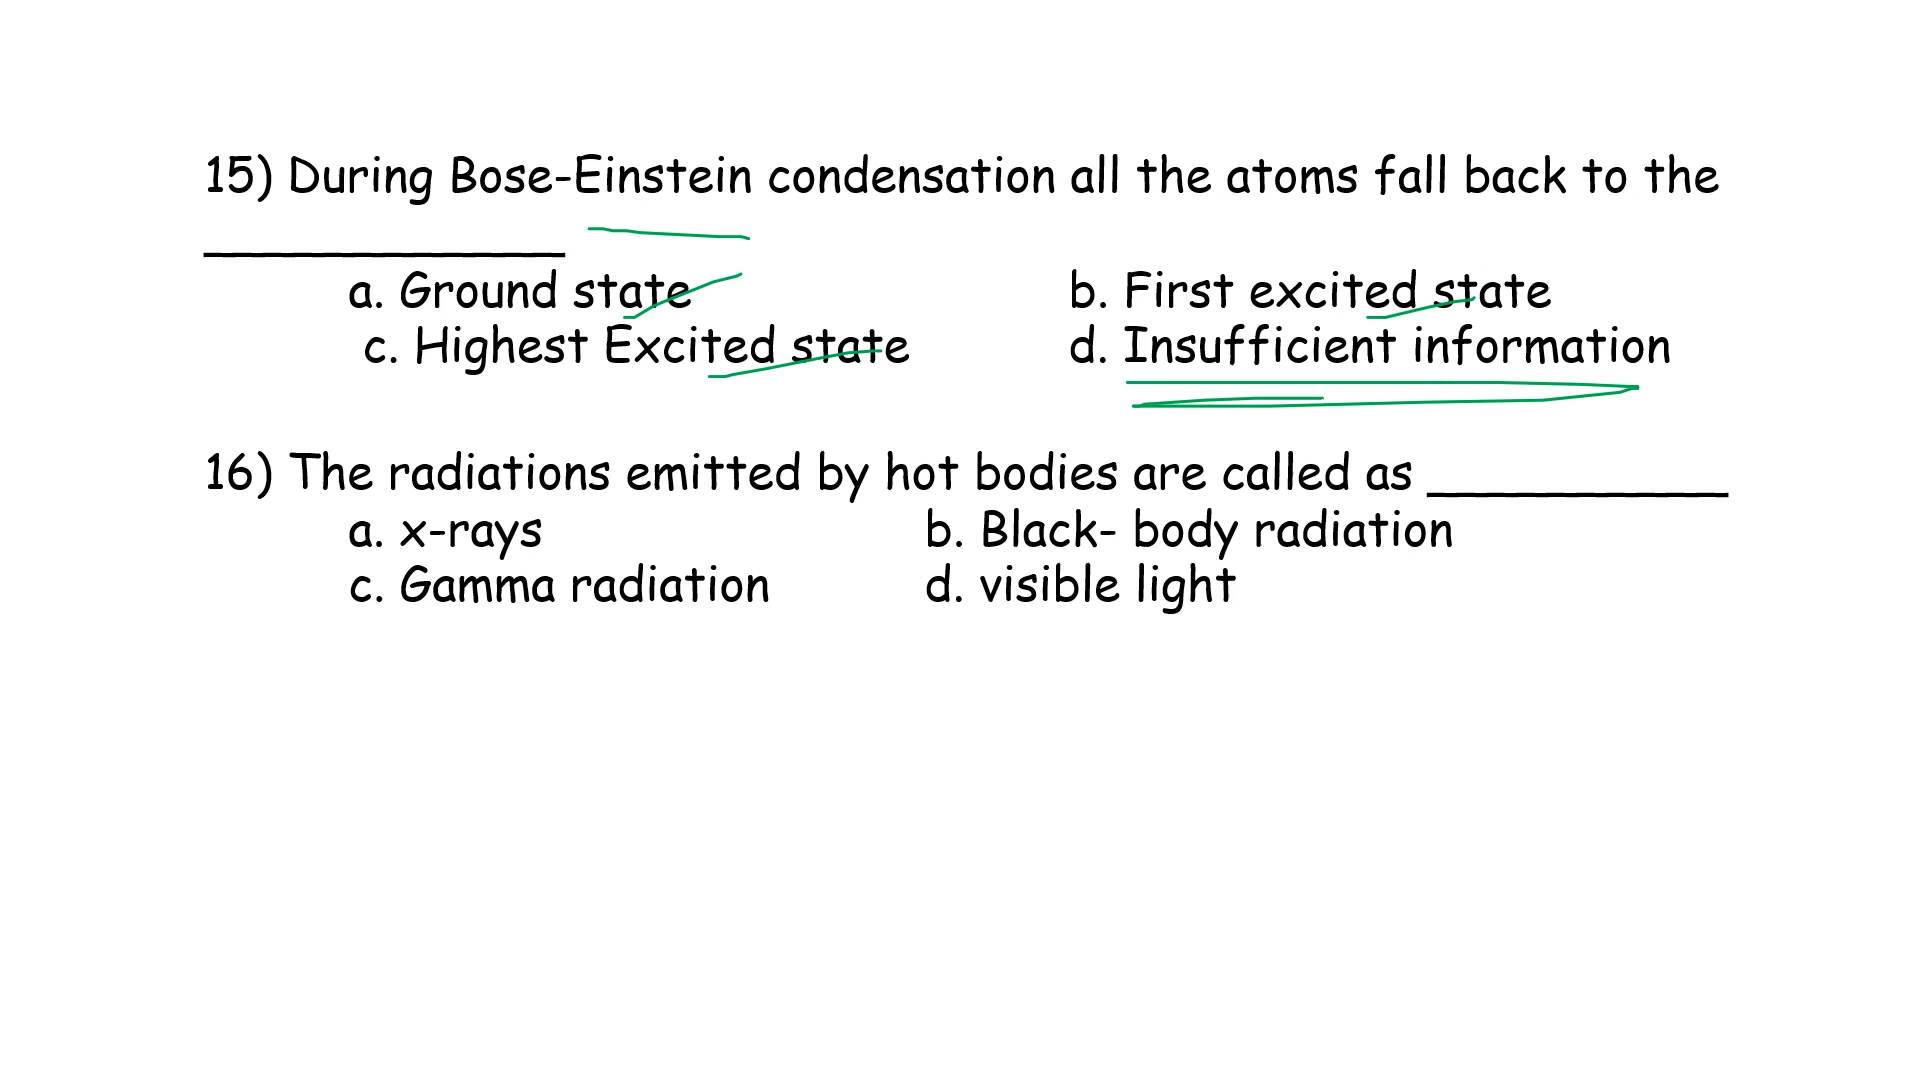 15) During Bose-Einstein condensation all the atoms fall back to the
____________
a. Ground state b. First excited state
c. Highest Excited state d. Insufficient information
16) The radiations emitted by hot bodies are called as __________
a. x-rays b. Black- body radiation
c. Gamma radiation d. visible light